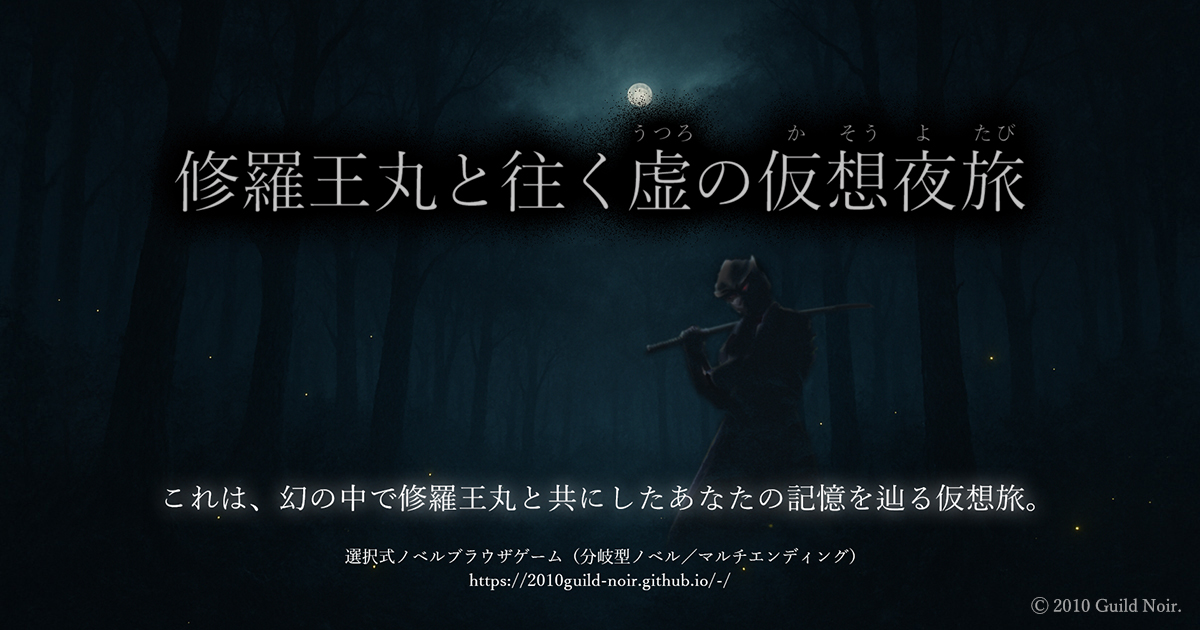 うつろ か そう よ たび
修羅王丸と往く虚の仮想夜旅
これは、幻の中で修羅王丸と共にしたあなたの記憶を辿る仮想旅。
選択式ノベルブラウザゲーム（分岐型ノベル／マルチエンディング）
https://2010guild-noir.github.io/-/
© 2010 Guild Noir.